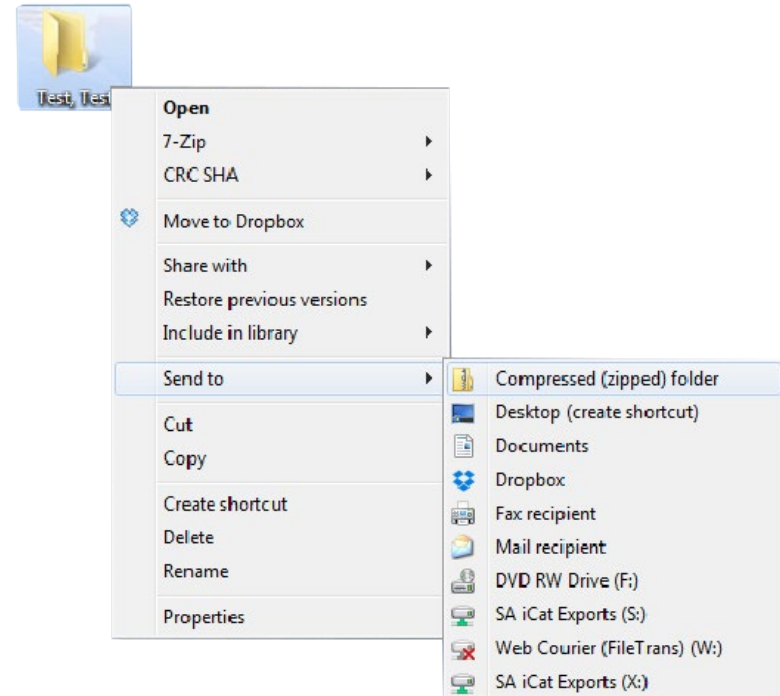 Test, Test
Open
7-Zip
CRC SHA
Move to Dropbox
Share with
Restore previous versions
Include in library
Send to
Cut
Copy
Create shortcut
Delete
Rename
Properties
Compressed (zipped) folder
Desktop (create shortcut)
Documents
Dropbox
Fax recipient
Mail recipient
DVD RW Drive (F:)
SA iCat Exports (S:)
Web Courier (FileTrans) (W:)
SA iCat Exports (X:)